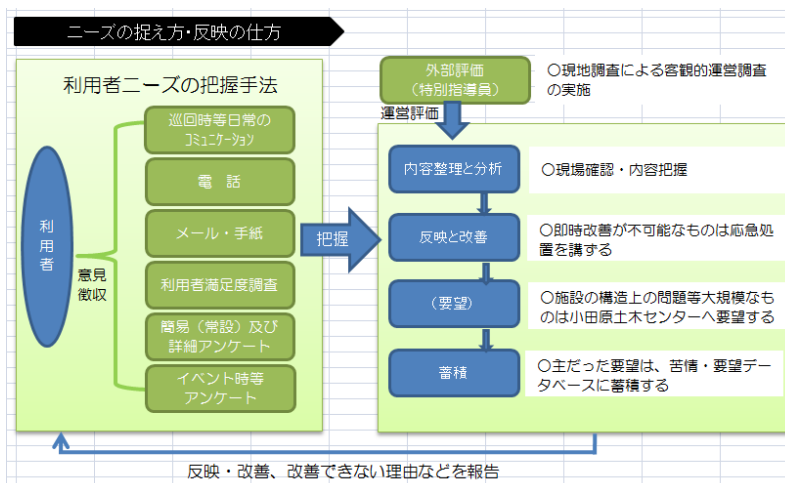 ニーズの捉え方・反映の仕方
利用者ニーズの把握手法
利用者
意見
徴収
巡回時等日常の
ｺﾐｭﾆｹｰｼｮﾝ
電　話
メール・手紙
利用者満足度調査
簡易（常設）及び
詳細アンケート
イベント時等
アンケート
把握
外部評価
（特別指導員）
○現地調査による客観的運営調査
の実施
運営評価
内容整理と分析
○現場確認・内容把握
反映と改善
○即時改善が不可能なものは応急処
置を講ずる
（要望）
○施設の構造上の問題等大規模なも
のは小田原土木センターへ要望する
蓄積
○主だった要望は、苦情・要望デー
タベースに蓄積する
反映・改善、改善できない理由などを報告